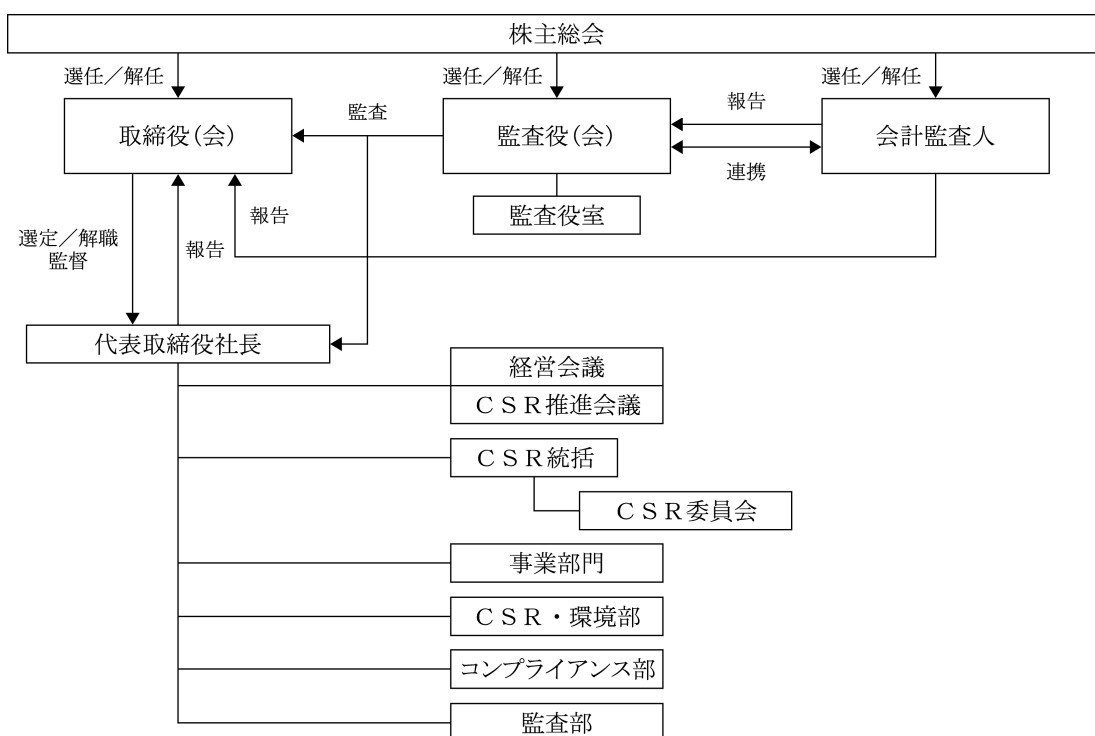 株主総会
選任／解任
選任／解任
選任／解任
取締役（会）
監査
監査役（会）
報告
連携
会計監査人
監査役室
報告
報告
選定／解職
監督
代表取締役社長
経営会議
ＣＳＲ推進会議
ＣＳＲ統括
ＣＳＲ委員会
事業部門
ＣＳＲ・環境部
コンプライアンス部
監査部